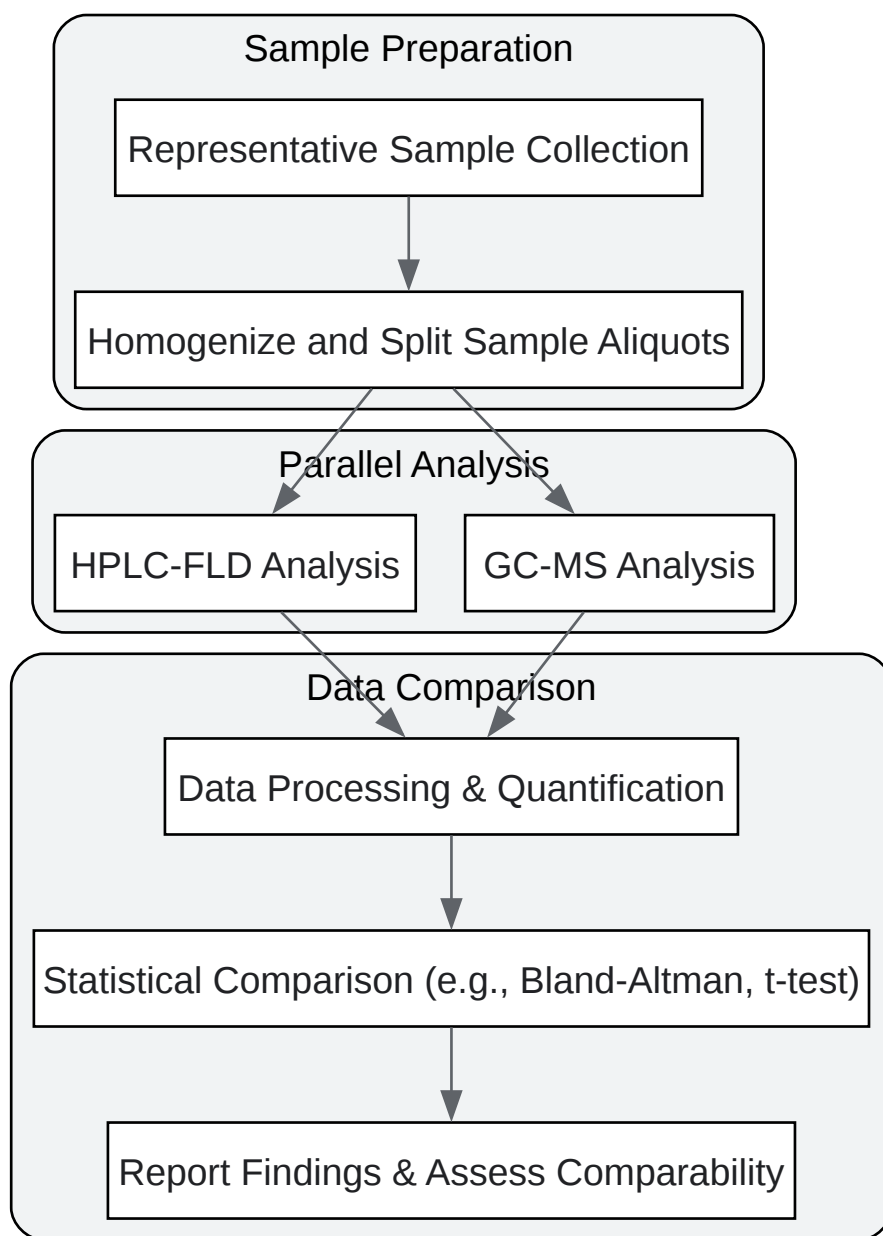 Sample Preparation
Representative Sample Collection
Homogenize and Split Sample Aliquots
Parallel Analysis
HPLC-FLD Analysis
GC-MS Analysis
Data Comparison
Data Processing & Quantification
Statistical Comparison (e.g., Bland-Altman, t-test)
Report Findings & Assess Comparability